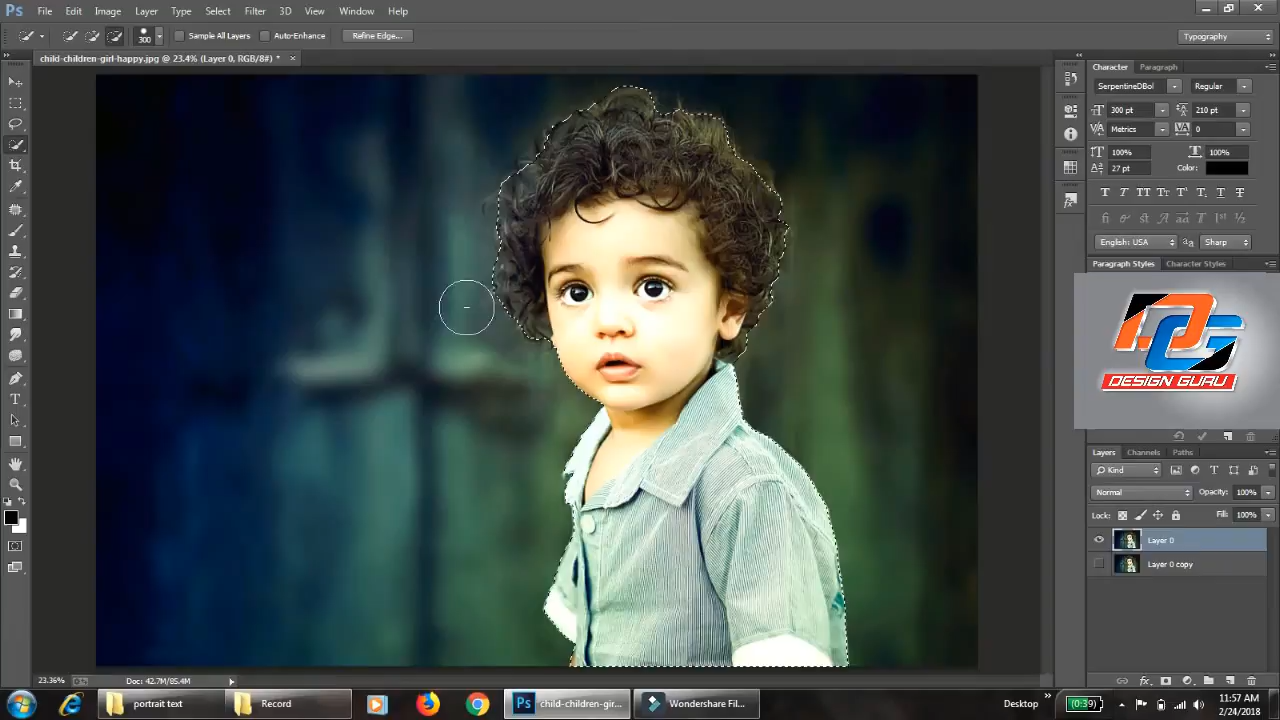 Ps File Edit Image Layer Type Select Filter 3D View Window Help
300 Sample All Layers Auto-Enhance Refine Edge... Typography
child-children-girl-happy.jpg @ 23.4% (Layer 0, RGB/8#) * ×
Character Paragraph
SerpentineDBol Regular
300 pt 210 pt
Metrics 0
100% 100%
27 pt Color:
English: USA Sharp
Paragraph Styles Character Styles
DG
DESIGN GURU
Layers Channels Paths
Kind
Normal Opacity: 100%
Lock: Fill: 100%
Layer 0
Layer 0 copy
23.36% Doc: 42.7M/85.4M
portrait text Record Ps child-children-gir... Wondershare Fil... Desktop (0:39) 11:57 AM
2/24/2018